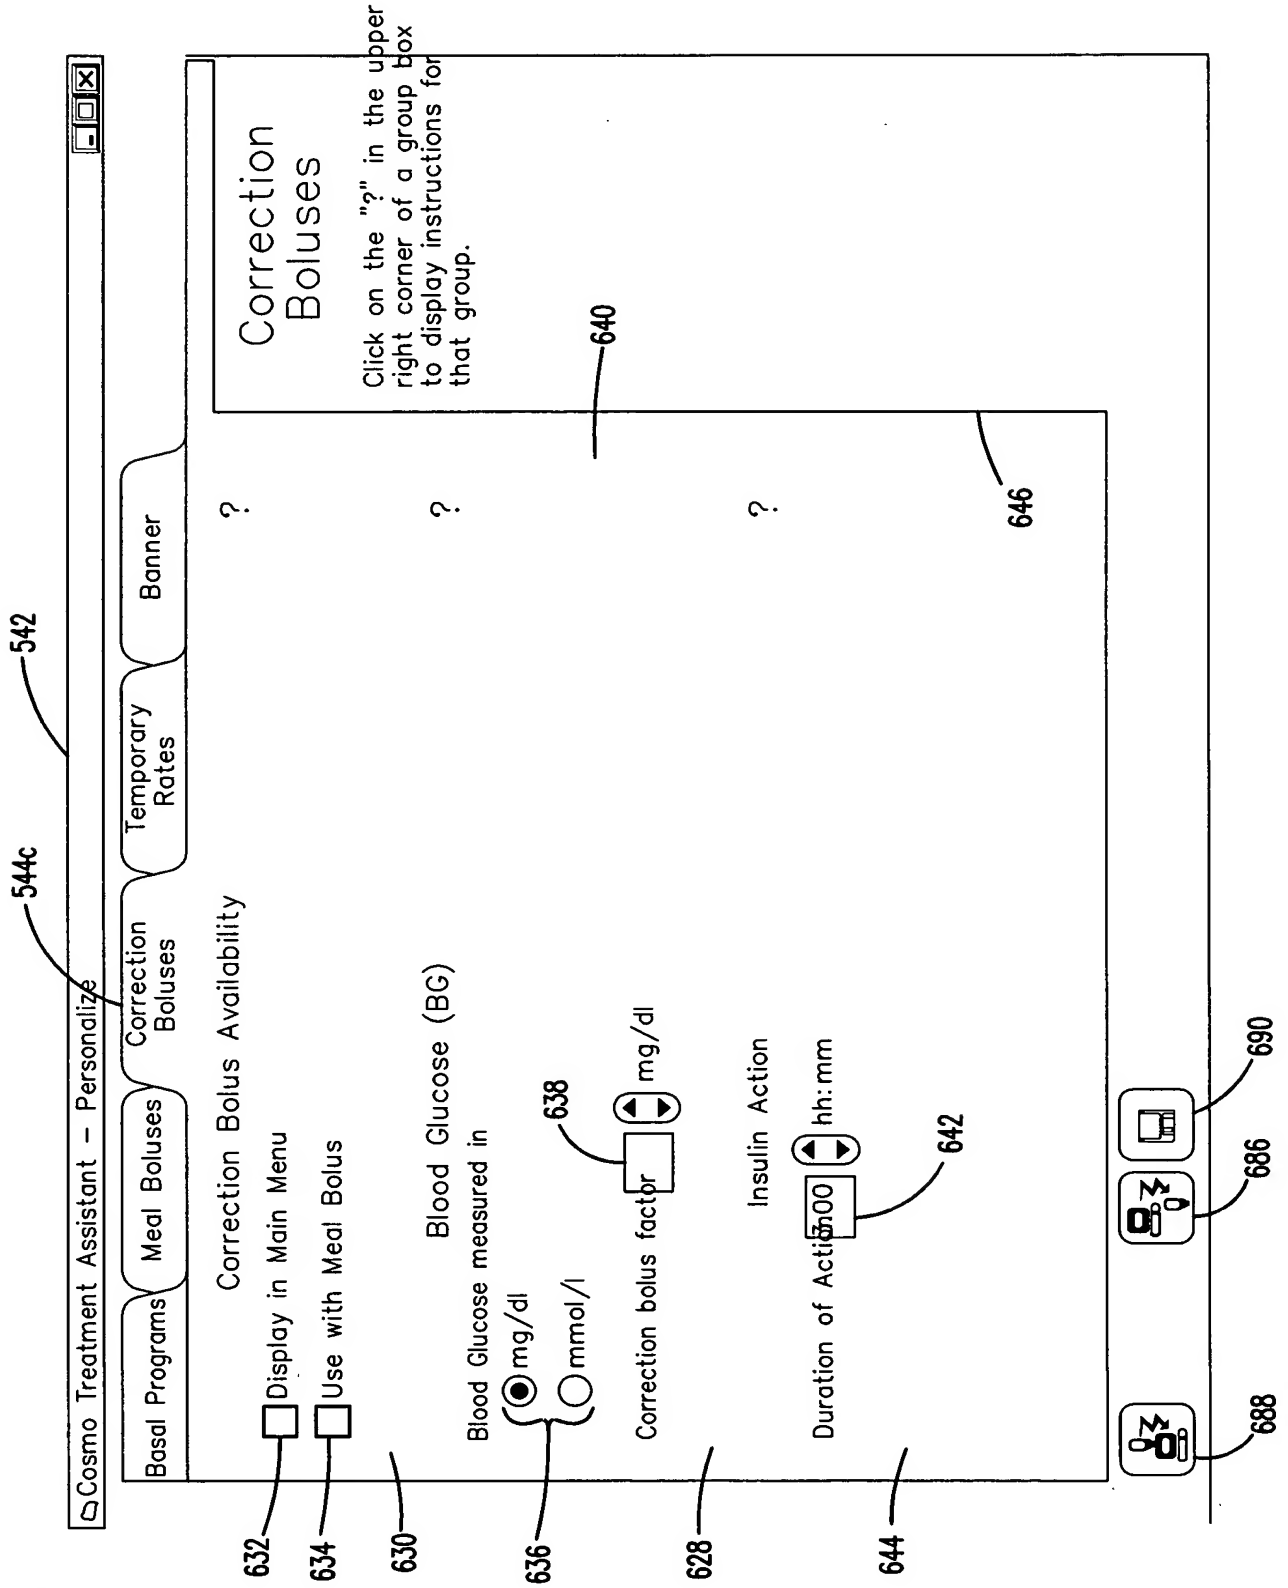 542
544c
Cosmo Treatment Assistant — Personalize
Basal Programs
Meal Boluses
Correction
Boluses
Temporary
Rates
Banner
Correction Bolus Availability
?
632
Display in Main Menu
634
Use with Meal Bolus
630
Blood Glucose (BG)
?
Blood Glucose measured in
636
mg/dl
mmol/l
638
Correction bolus factor
mg/dl
628
Insulin Action
?
Duration of Action
3:00
hh:mm
642
644
Correction
Boluses
Click on the "?" in the upper
right corner of a group box
to display instructions for
that group.
640
646
688
686
690